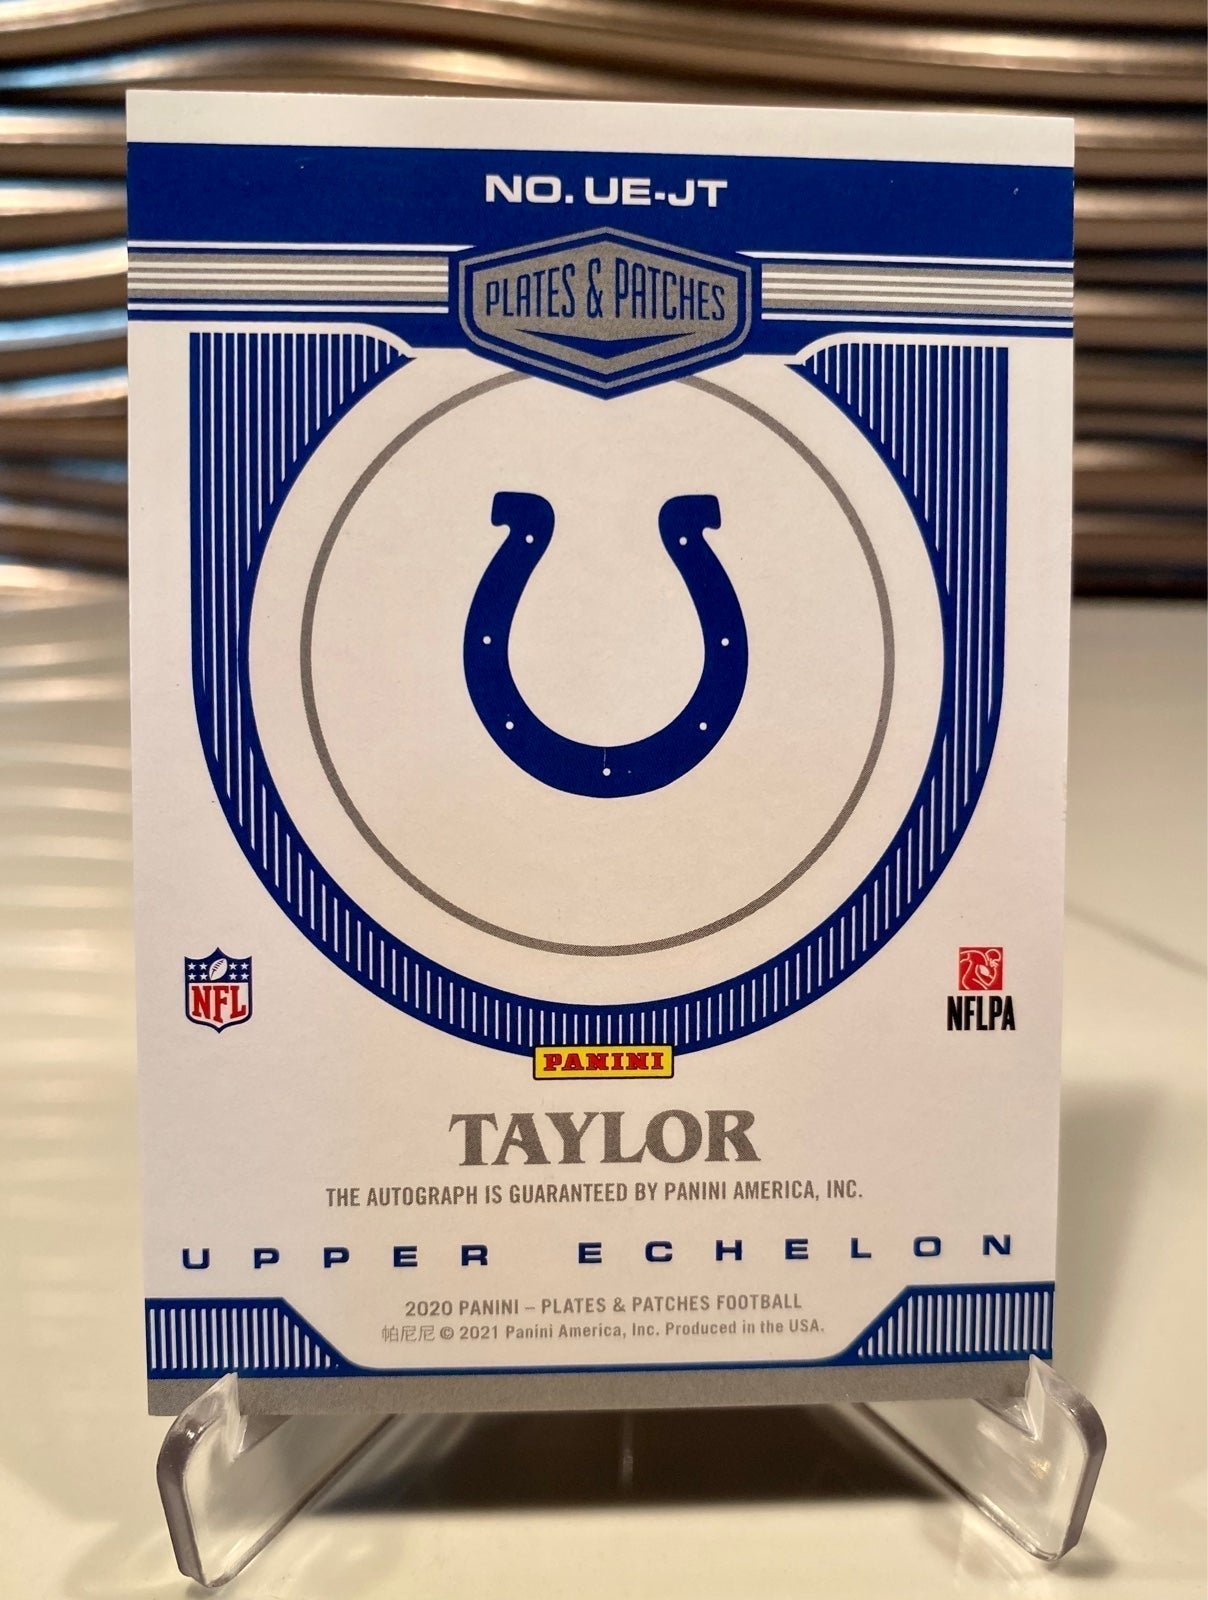 NO. UE-JT
PLATES & PATCHES
NFL
NFLPA
PANINI
TAYLOR
THE AUTOGRAPH IS GUARANTEED BY PANINI AMERICA, INC.
UPPER ECHELON
2020 PANINI – PLATES & PATCHES FOOTBALL
帕尼尼 © 2021 Panini America, Inc. Produced in the USA.